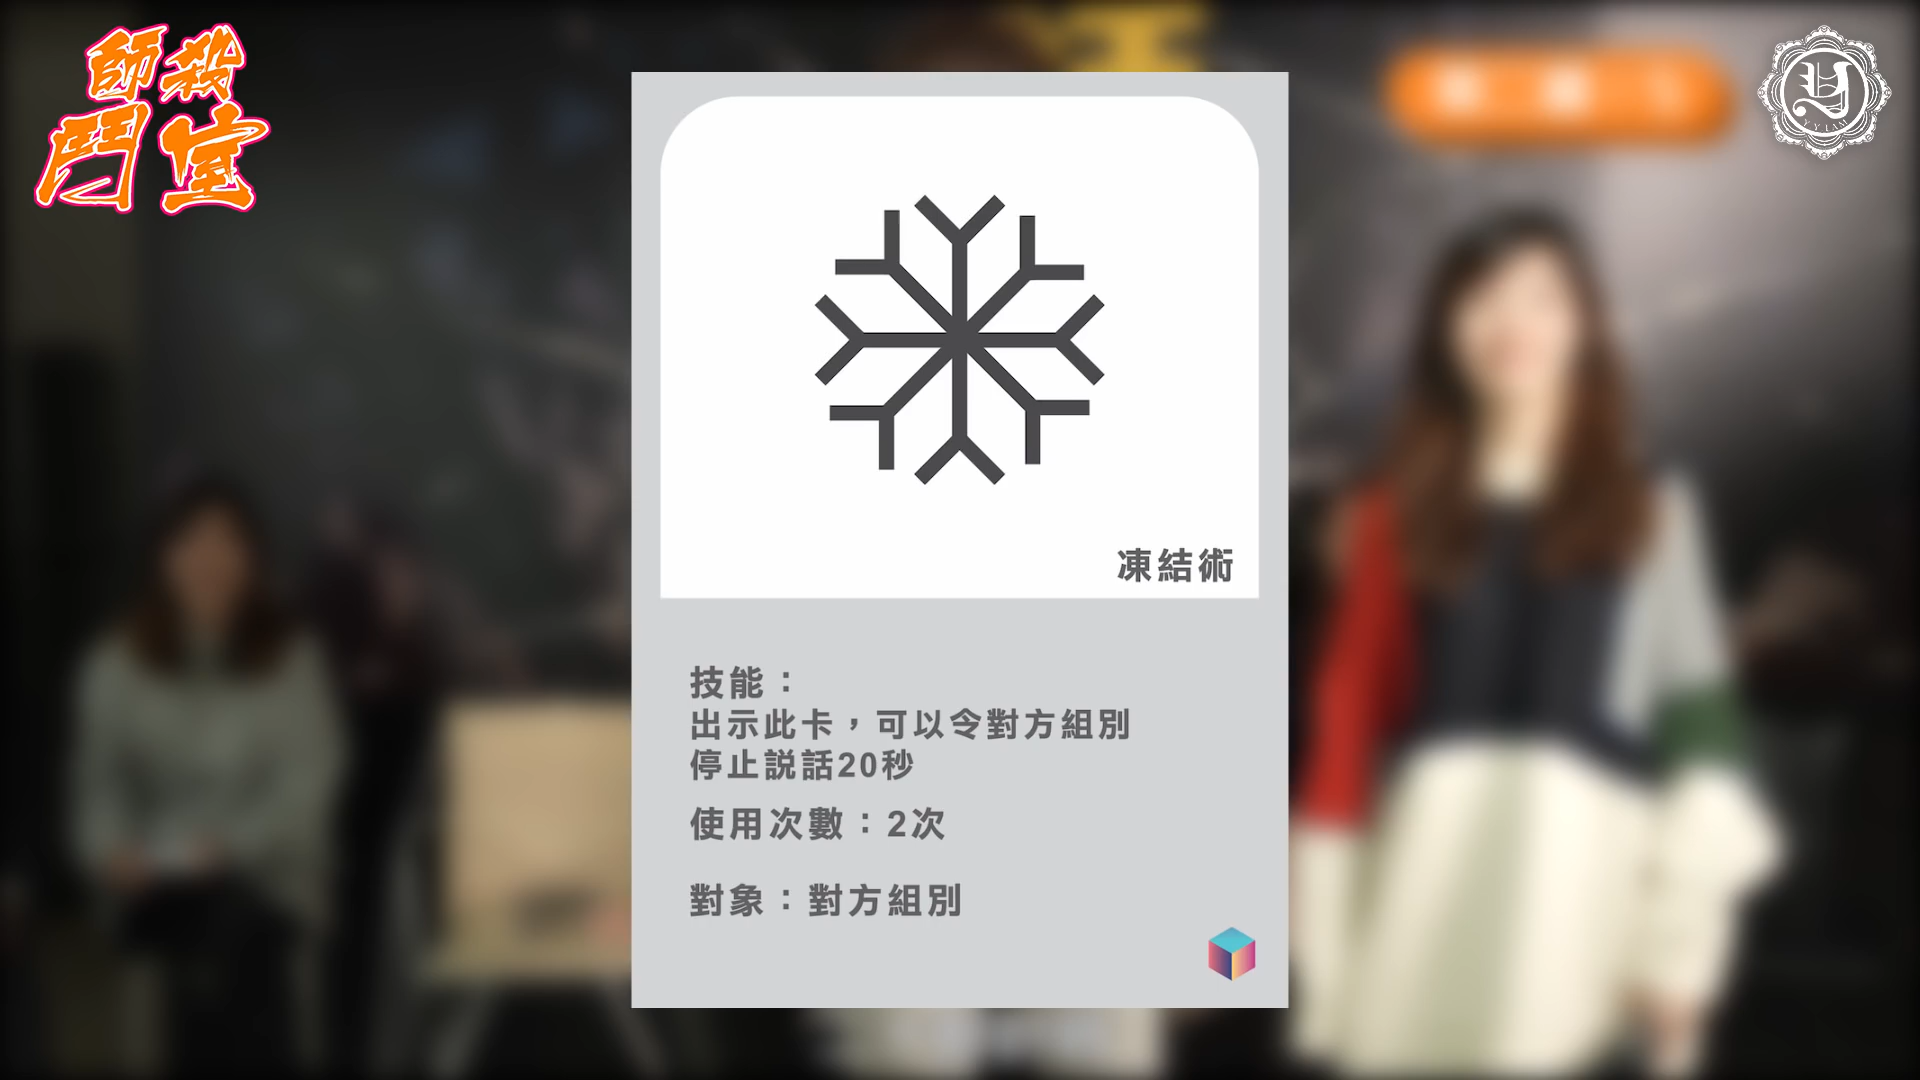 師殺
鬥室
Y Y LAM
凍結術
技能：
出示此卡，可以令對方組別
停止説話20秒
使用次數：2次
對象：對方組別